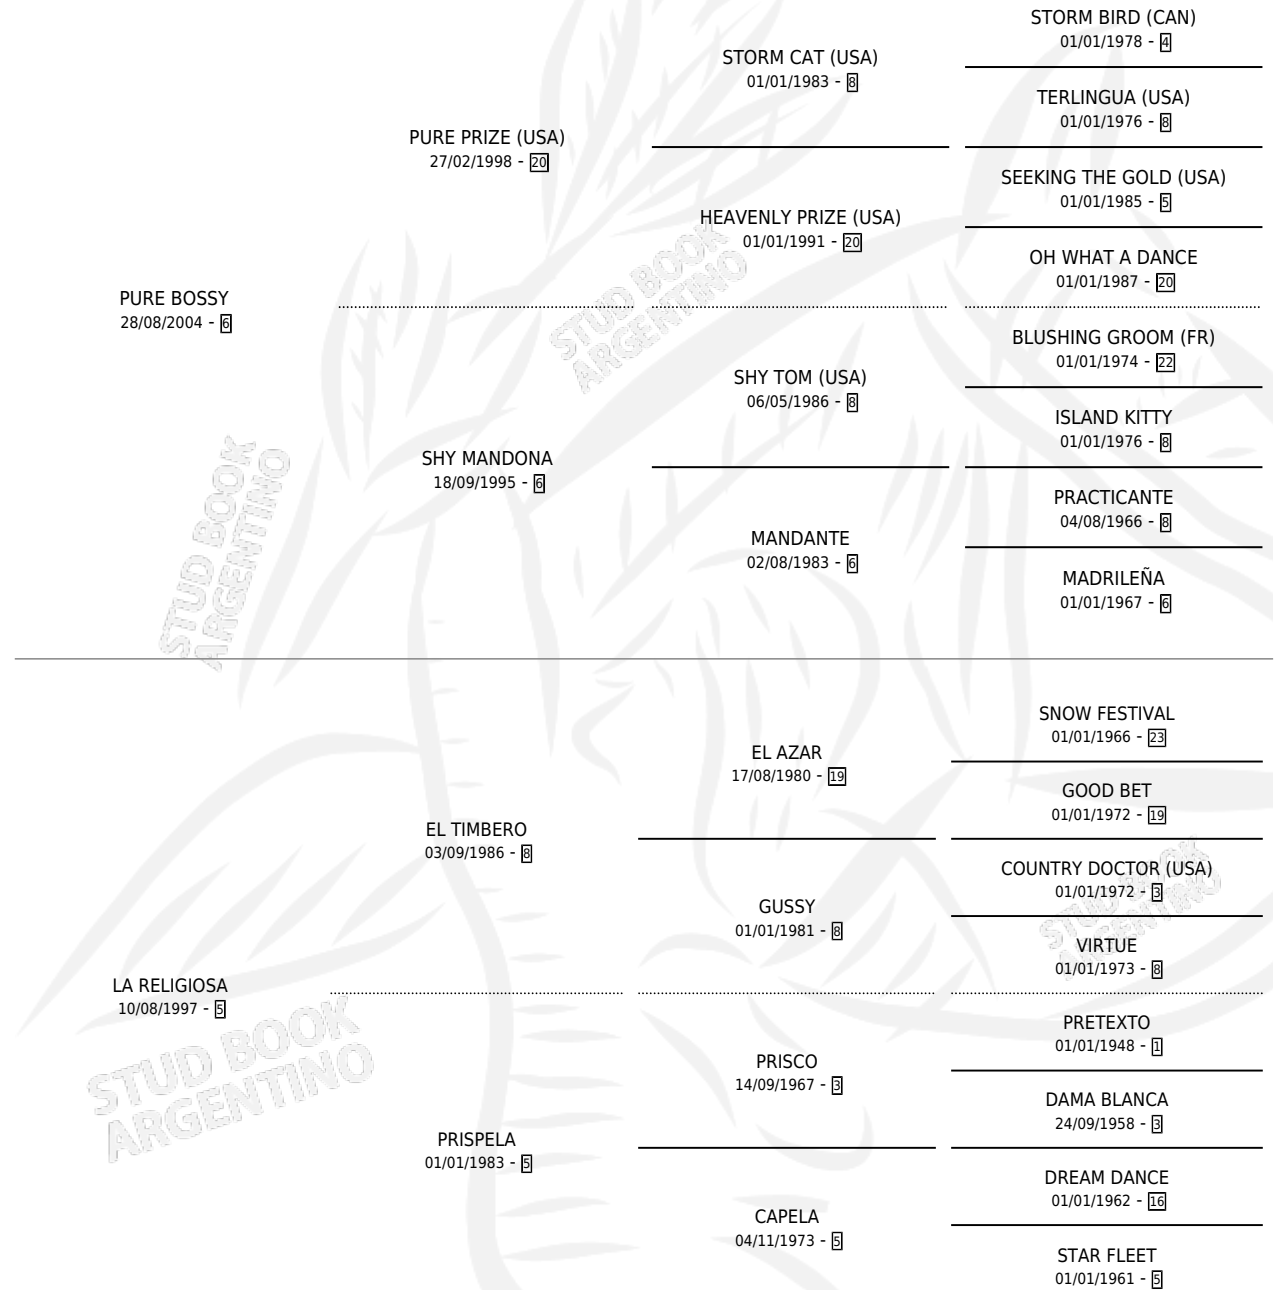 STORM BIRD (CAN)
01/01/1978 - 4
STORM CAT (USA)
01/01/1983 - 8
TERLINGUA (USA)
01/01/1976 - 8
PURE PRIZE (USA)
27/02/1998 - 20
SEEKING THE GOLD (USA)
01/01/1985 - 5
HEAVENLY PRIZE (USA)
01/01/1991 - 20
OH WHAT A DANCE
01/01/1987 - 20
PURE BOSSY
28/08/2004 - 6
BLUSHING GROOM (FR)
01/01/1974 - 22
SHY TOM (USA)
06/05/1986 - 8
ISLAND KITTY
01/01/1976 - 8
SHY MANDONA
18/09/1995 - 6
PRACTICANTE
04/08/1966 - 8
MANDANTE
02/08/1983 - 6
MADRILEÑA
01/01/1967 - 6
SNOW FESTIVAL
01/01/1966 - 23
EL AZAR
17/08/1980 - 19
GOOD BET
01/01/1972 - 19
EL TIMBERO
03/09/1986 - 8
COUNTRY DOCTOR (USA)
01/01/1972 - 3
GUSSY
01/01/1981 - 8
VIRTUE
01/01/1973 - 8
LA RELIGIOSA
10/08/1997 - 5
PRETEXTO
01/01/1948 - 1
PRISCO
14/09/1967 - 3
DAMA BLANCA
24/09/1958 - 3
PRISPELA
01/01/1983 - 5
DREAM DANCE
01/01/1962 - 16
CAPELA
04/11/1973 - 5
STAR FLEET
01/01/1961 - 5
STUD BOOK
ARGENTINO
STUD BOOK
ARGENTINO
STUD BOOK
ARGENTINO
STUD BOOK
ARGENTINO